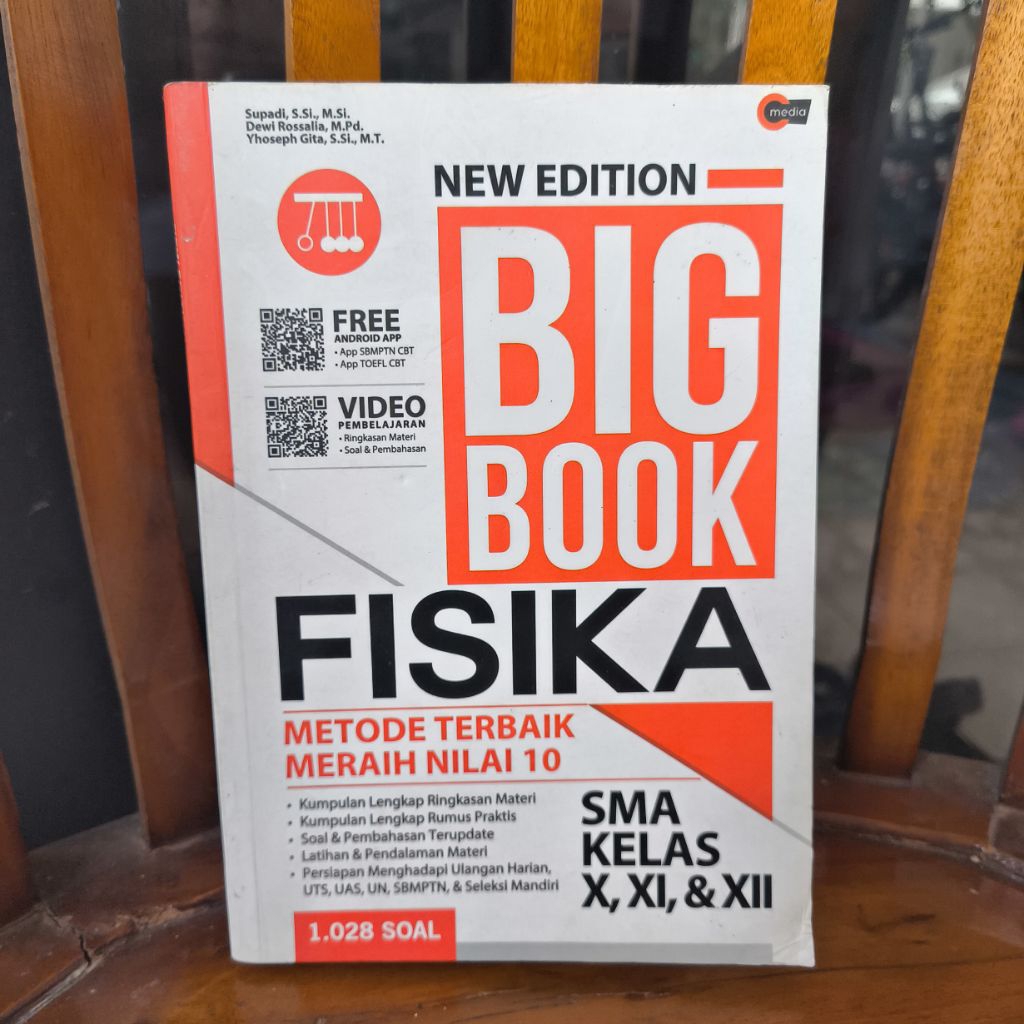 Supadi, S.Si., M.Si.
Dewi Rossalia, M.Pd.
Yhoseph Gita, S.Si., M.T.
C media
NEW EDITION
BIG
BOOK
FREE
ANDROID APP
• App SBMPTN CBT
• App TOEFL CBT
VIDEO
PEMBELAJARAN
• Ringkasan Materi
• Soal & Pembahasan
FISIKA
METODE TERBAIK
MERAIH NILAI 10
• Kumpulan Lengkap Ringkasan Materi
• Kumpulan Lengkap Rumus Praktis
• Soal & Pembahasan Terupdate
• Latihan & Pendalaman Materi
• Persiapan Menghadapi Ulangan Harian,
UTS, UAS, UN, SBMPTN, & Seleksi Mandiri
SMA
KELAS
X, XI, & XII
1.028 SOAL